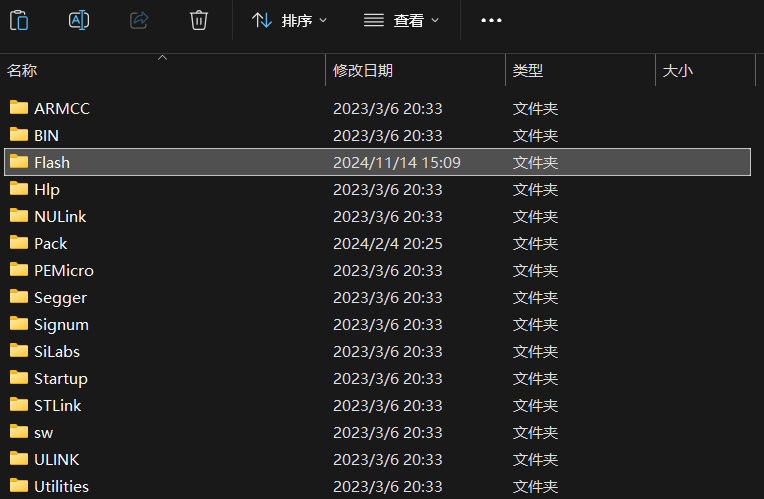 排序 查看
名称 修改日期 类型 大小
ARMCC 2023/3/6 20:33 文件夹
BIN 2023/3/6 20:33 文件夹
Flash 2024/11/14 15:09 文件夹
Hlp 2023/3/6 20:33 文件夹
NULink 2023/3/6 20:33 文件夹
Pack 2024/2/4 20:25 文件夹
PEMicro 2023/3/6 20:33 文件夹
Segger 2023/3/6 20:33 文件夹
Signum 2023/3/6 20:33 文件夹
SiLabs 2023/3/6 20:33 文件夹
Startup 2023/3/6 20:33 文件夹
STLink 2023/3/6 20:33 文件夹
sw 2023/3/6 20:33 文件夹
ULINK 2023/3/6 20:33 文件夹
Utilities 2023/3/6 20:33 文件夹